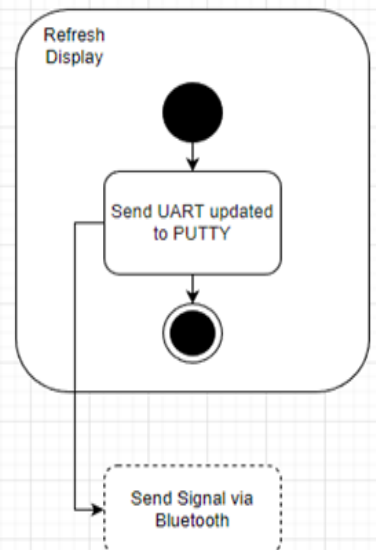 Refresh
Display
Send UART updated
to PUTTY
Send Signal via
Bluetooth